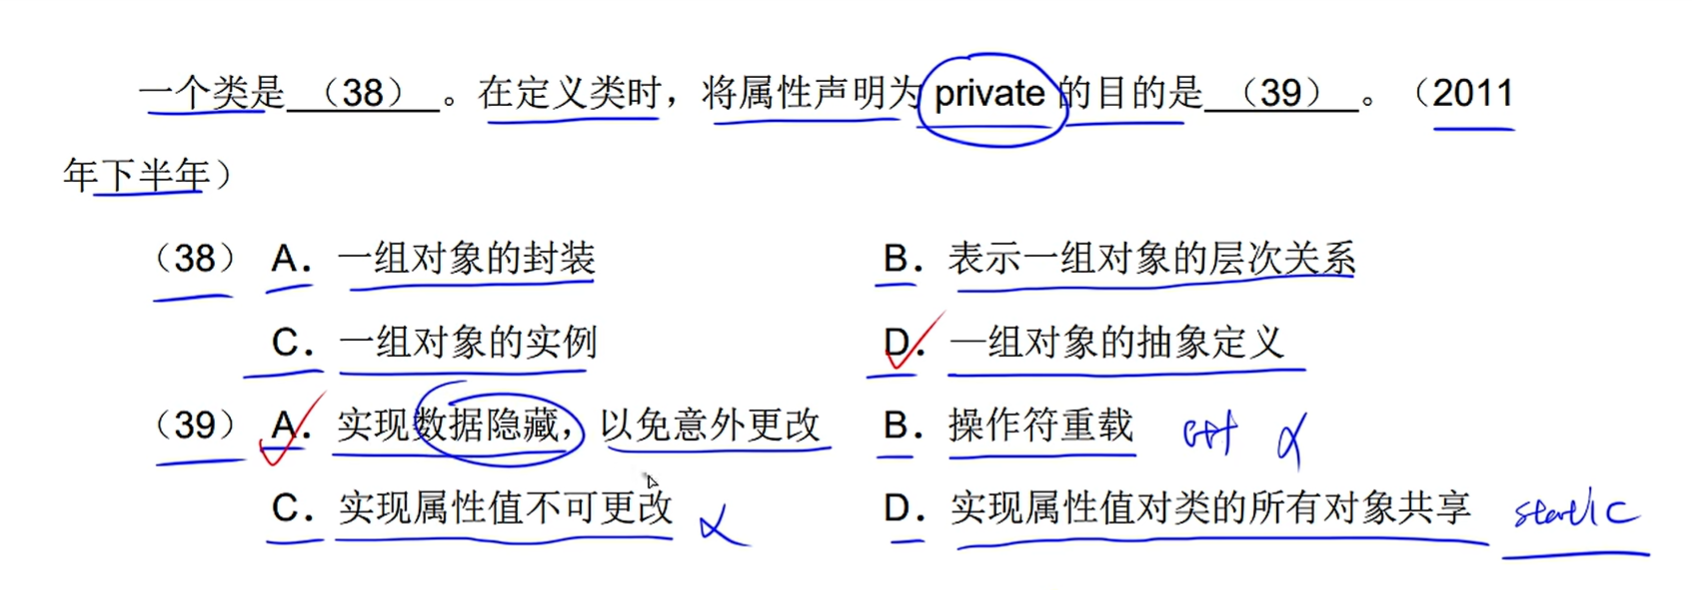 一个类是（38）。在定义类时，将属性声明为 private 的目的是（39）。（2011
年下半年）
（38） A．一组对象的封装 B．表示一组对象的层次关系
C．一组对象的实例 D．一组对象的抽象定义
（39） A．实现数据隐藏，以免意外更改 B．操作符重载
C．实现属性值不可更改 D．实现属性值对类的所有对象共享 static